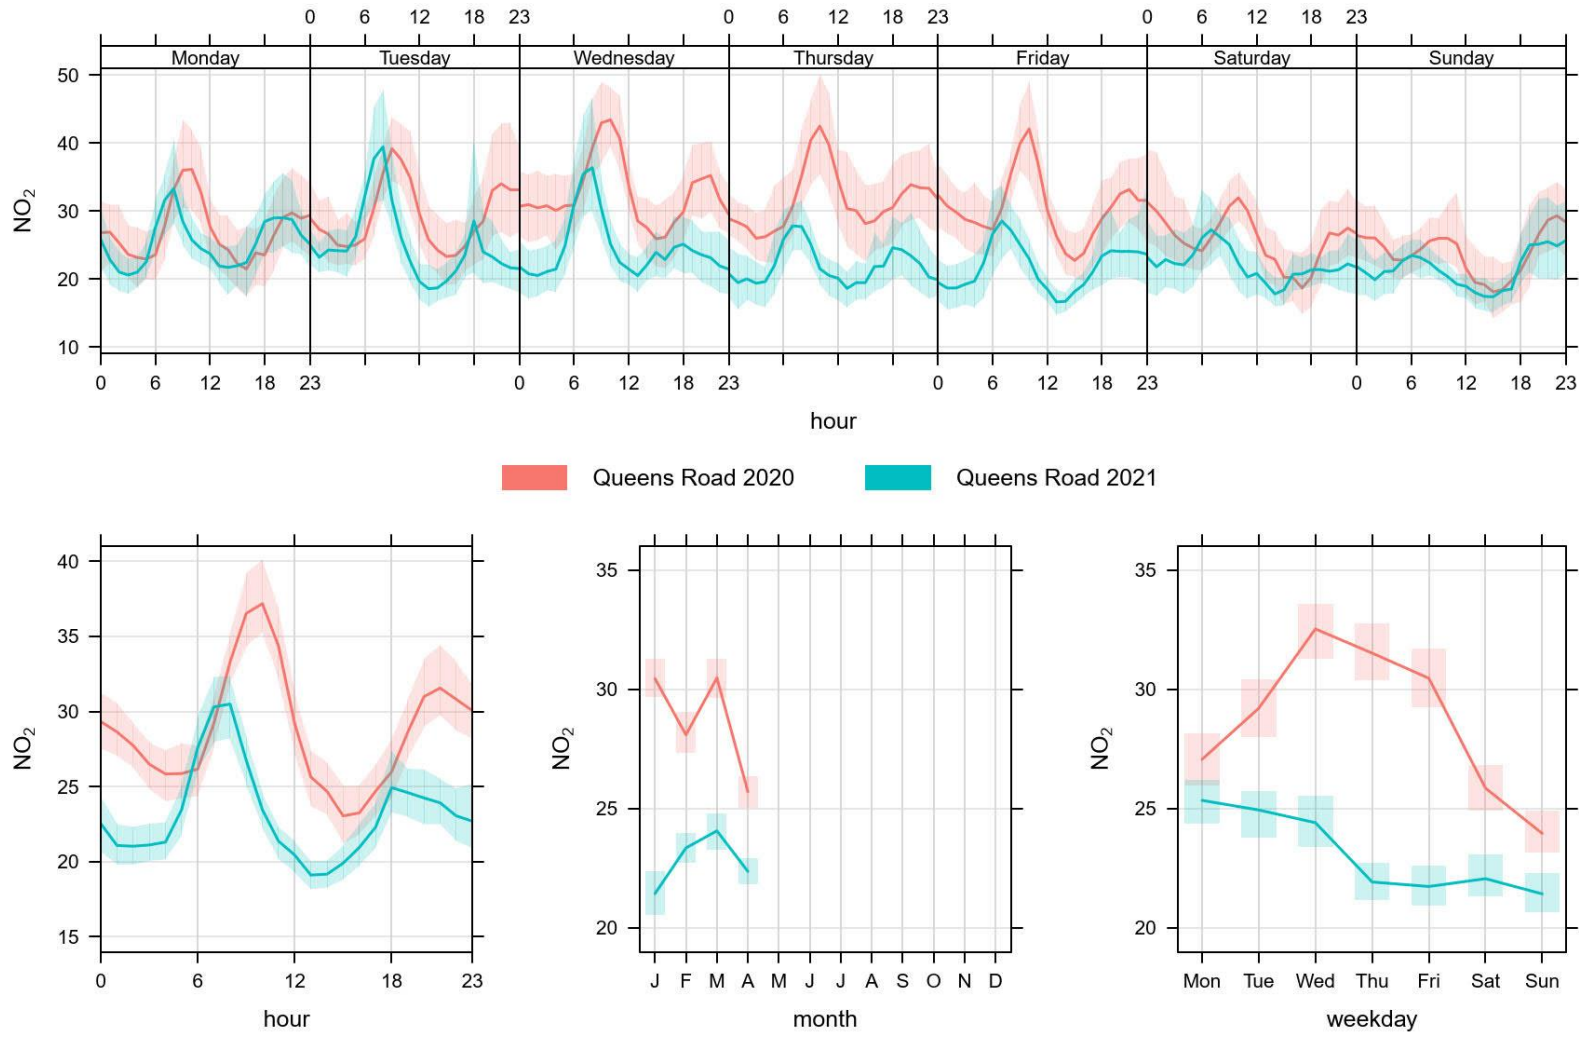 0 6 12 18 23 0 6 12 18 23 0 6 12 18 23
Monday Tuesday Wednesday Thursday Friday Saturday Sunday
50
40
30
20
10
NO₂
0 6 12 18 23 0 6 12 18 23 0 6 12 18 23 0 6 12 18 23
hour
Queens Road 2020 Queens Road 2021
40
35
30
25
20
15
NO₂
0 6 12 18 23
hour
35
30
25
20
NO₂
J F M A M J J A S O N D
month
35
30
25
20
NO₂
Mon Tue Wed Thu Fri Sat Sun
weekday